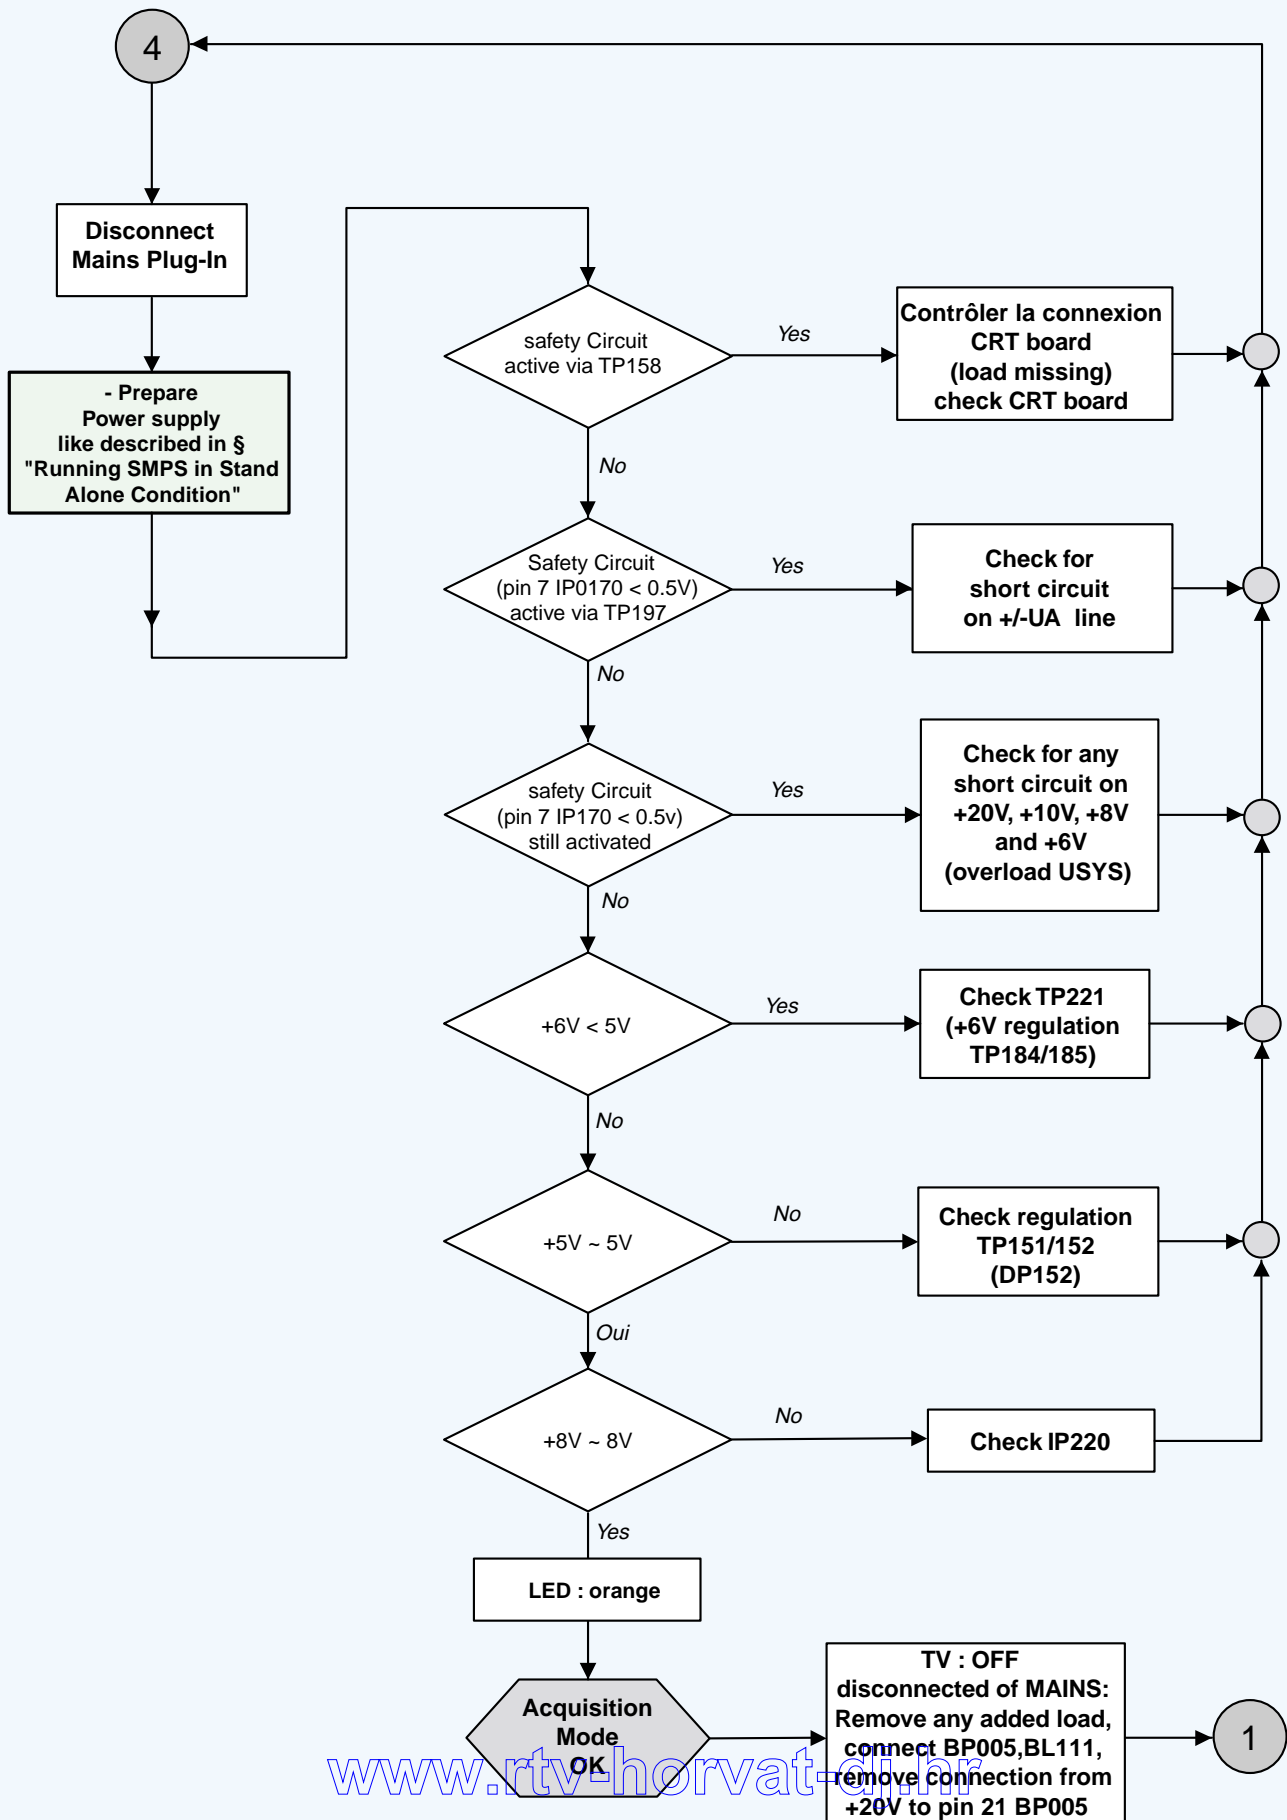 4
Disconnect
Mains Plug-In
- Prepare
Power supply
like described in §
"Running SMPS in Stand
Alone Condition"
safety Circuit
active via TP158
Yes
Contrôler la connexion
CRT board
(load missing)
check CRT board
No
Safety Circuit
(pin 7 IP0170 < 0.5V)
active via TP197
Yes
Check for
short circuit
on +/-UA line
No
safety Circuit
(pin 7 IP170 < 0.5v)
still activated
Yes
Check for any
short circuit on
+20V, +10V, +8V
and +6V
(overload USYS)
No
+6V < 5V
Yes
Check TP221
(+6V regulation
TP184/185)
No
+5V ~ 5V
No
Check regulation
TP151/152
(DP152)
Oui
+8V ~ 8V
No
Check IP220
Yes
LED : orange
Acquisition
Mode
OK
TV : OFF
disconnected of MAINS:
Remove any added load,
connect BP005,BL111,
remove connection from
+20V to pin 21 BP005
1
www.rtv-horvat-dj.hr